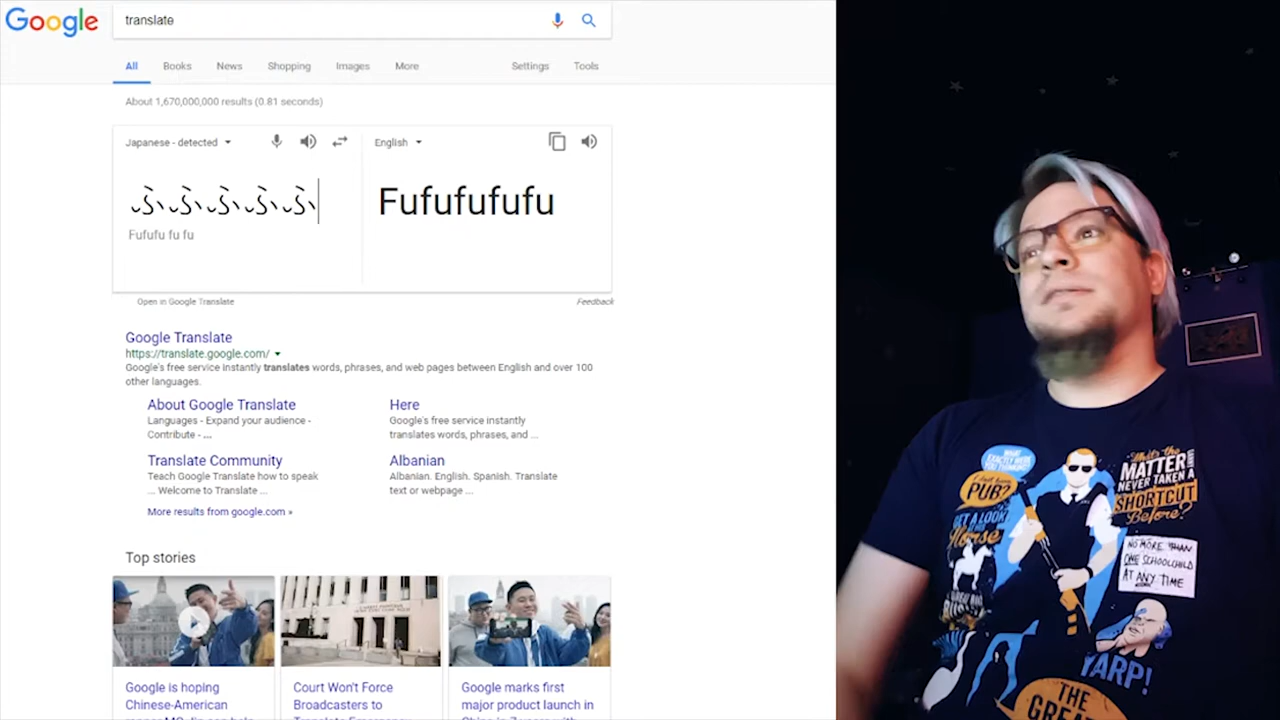 Google
translate
All Books News Shopping Images More Settings Tools
About 1,670,000,000 results (0.81 seconds)
Japanese - detected
English
ふふふふふ
Fufufu fu fu
Fufufufufu
Open in Google Translate
Feedback
Google Translate
https://translate.google.com/
Google's free service instantly translates words, phrases, and web pages between English and over 100
other languages.
About Google Translate
Languages - Expand your audience -
Contribute - ...
Here
Google's free service instantly
translates words, phrases, and ...
Translate Community
Teach Google Translate how to speak
... Welcome to Translate ...
Albanian
Albanian. English. Spanish. Translate
text or webpage ...
More results from google.com »
Top stories
Google is hoping
Chinese-American
Court Won't Force
Broadcasters to
Google marks first
major product launch in
WHAT
EXACTLY WERE
YOU THINKING?
PUB?
GET A LOOK
Horse
What's the
MATTER
NEVER TAKEN A
SHORTCUT
Before?
NO MORE THAN
ONE SCHOOLCHILD
AT ANY TIME
YARP!
THE